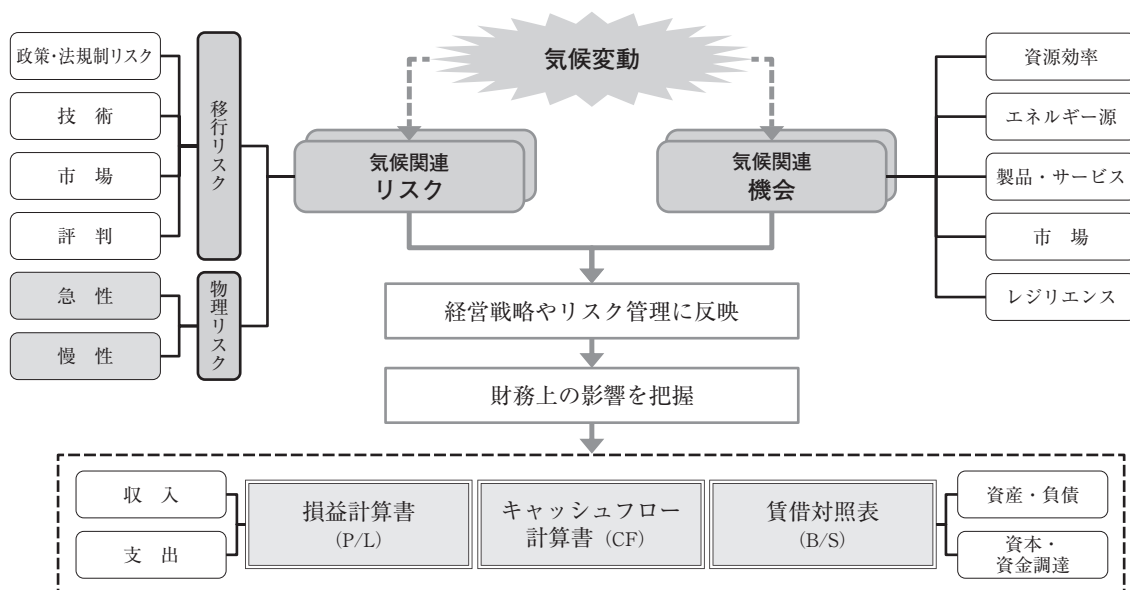 気候変動
政策・法規制リスク
技　術
市　場
評　判
移行リスク
急　性
慢　性
物理リスク
気候関連
リスク
気候関連
機会
資源効率
エネルギー源
製品・サービス
市　場
レジリエンス
経営戦略やリスク管理に反映
財務上の影響を把握
収　入
支　出
損益計算書
(P/L)
キャッシュフロー
計算書（CF）
賃借対照表
(B/S)
資産・負債
資本・
資金調達